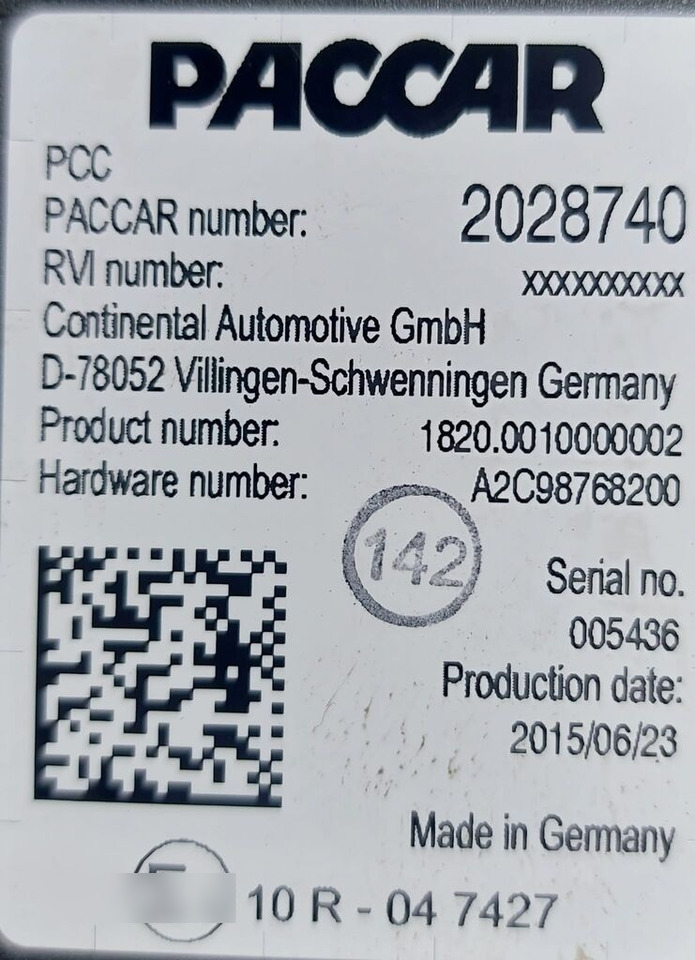 PACCAR
PCC
PACCAR number: 2028740
RVI number: xxxxxxxxxx
Continental Automotive GmbH
D-78052 Villingen-Schwenningen Germany
Product number: 1820.0010000002
Hardware number: A2C98768200
142
Serial no.
005436
Production date:
2015/06/23
Made in Germany
10 R - 04 7427